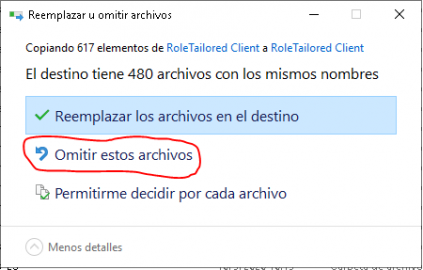 Reemplazar u omitir archivos
Copiando 617 elementos de RoleTailored Client a RoleTailored Client
El destino tiene 480 archivos con los mismos nombres
Reemplazar los archivos en el destino
Omitir estos archivos
Permitirme decidir por cada archivo
Menos detalles